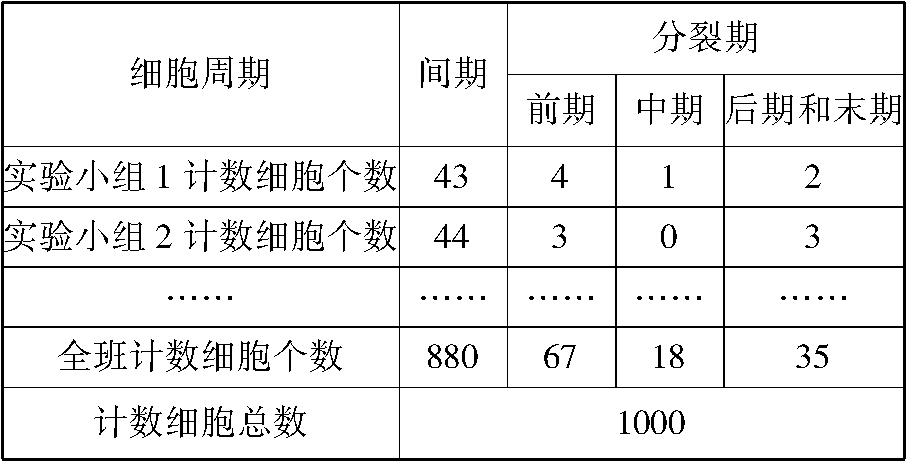 细胞周期 间期 分裂期
前期 中期 后期和末期
实验小组1计数细胞个数 43 4 1 2
实验小组2计数细胞个数 44 3 0 3
…… …… …… …… ……
全班计数细胞个数 880 67 18 35
计数细胞总数 1000